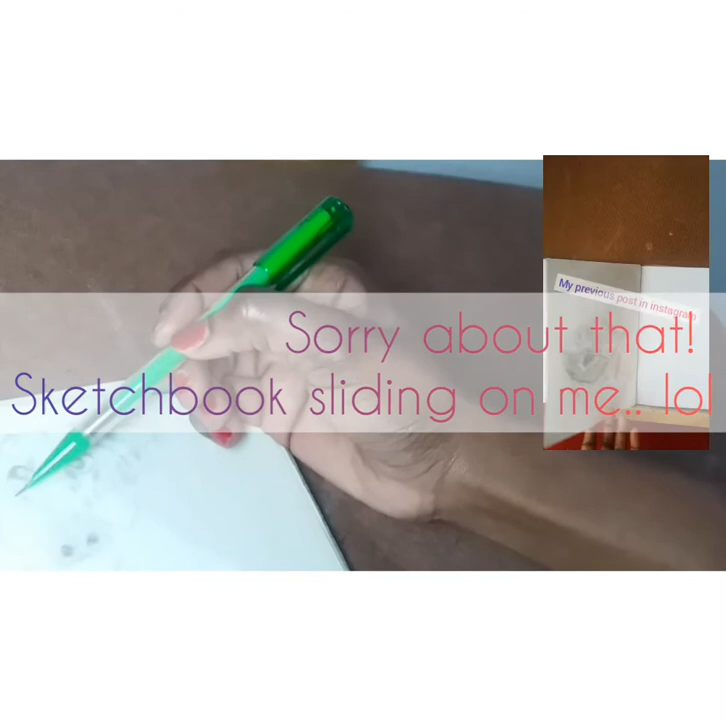 My previous post in instagram
Sorry about that!
Sketchbook sliding on me.. lol